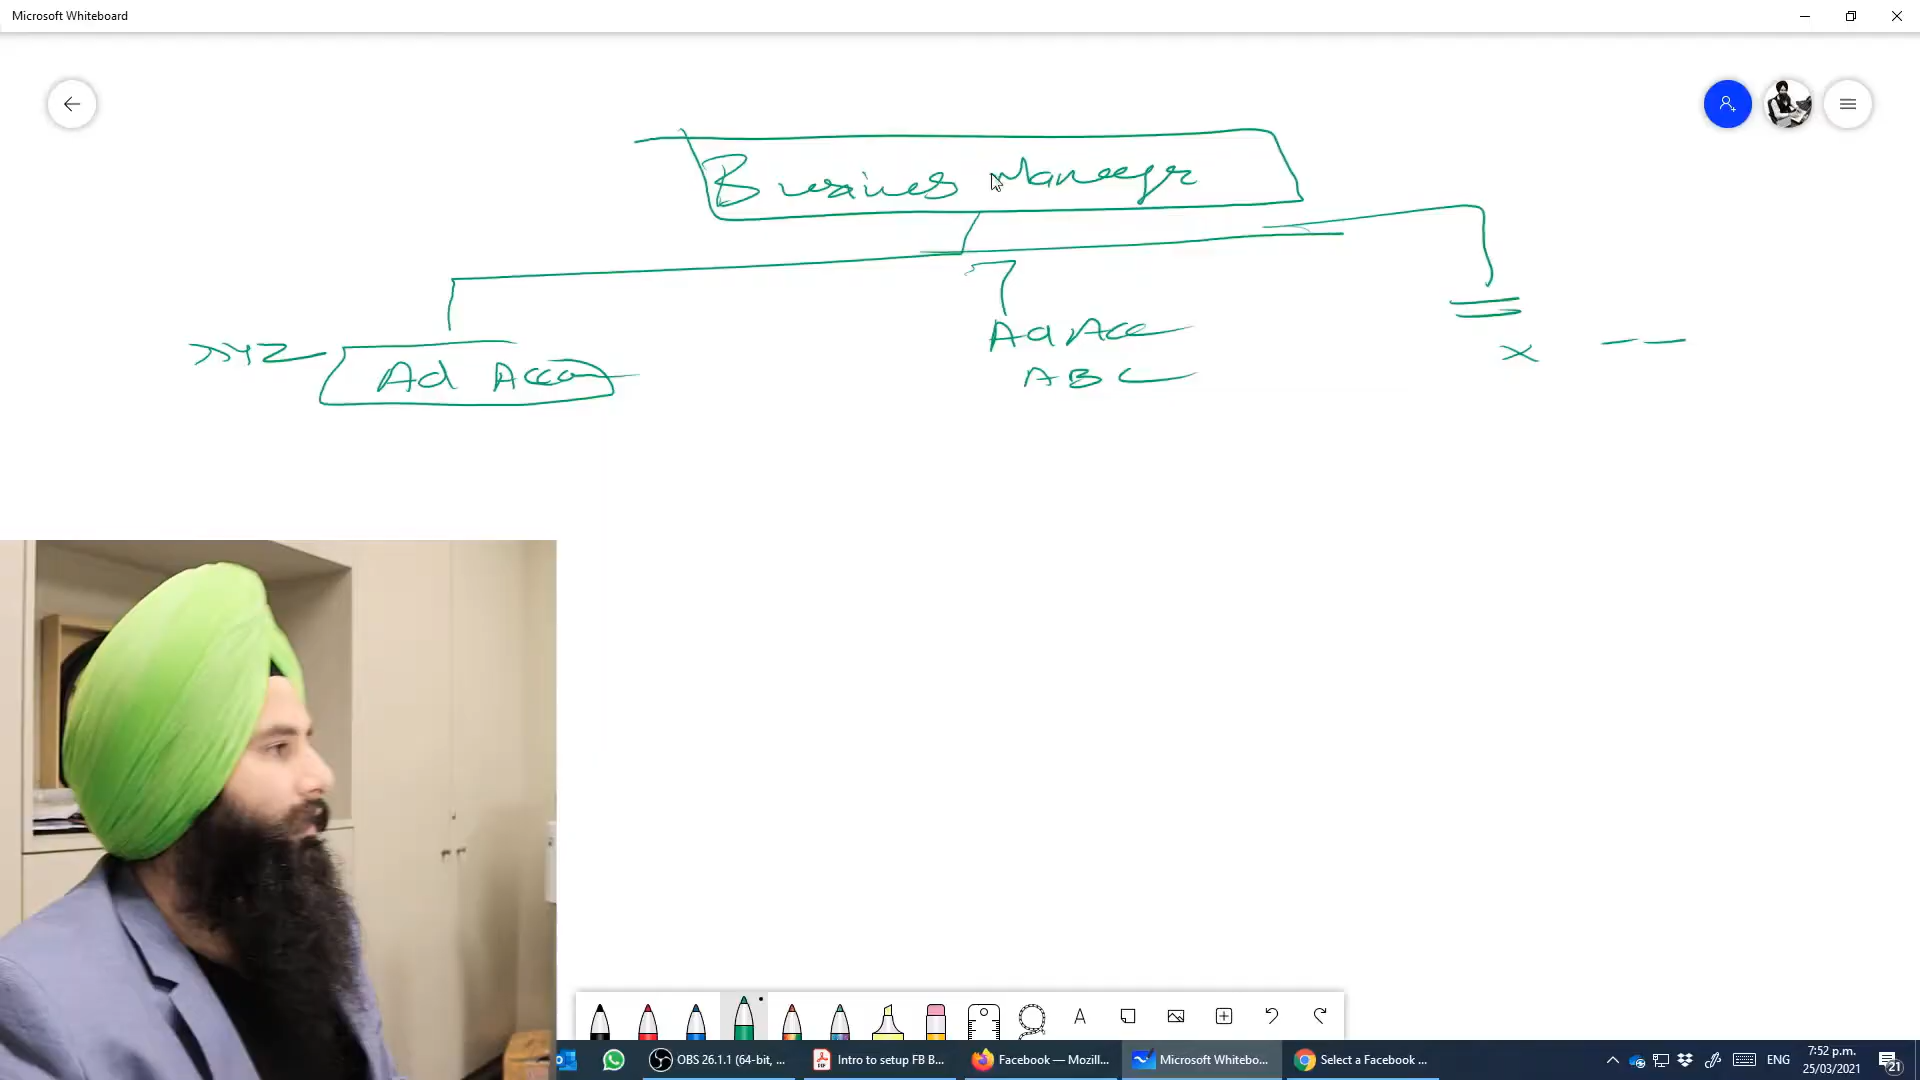 Microsoft Whiteboard
Business Manager
XYZ
Ad Acco
Ad Acc
ABC
X
A
OBS 26.1.1 (64-bit, ...
Intro to setup FB B...
Facebook — Mozill...
Microsoft Whitebo...
Select a Facebook ...
ENG
7:52 p.m.
25/03/2021
21